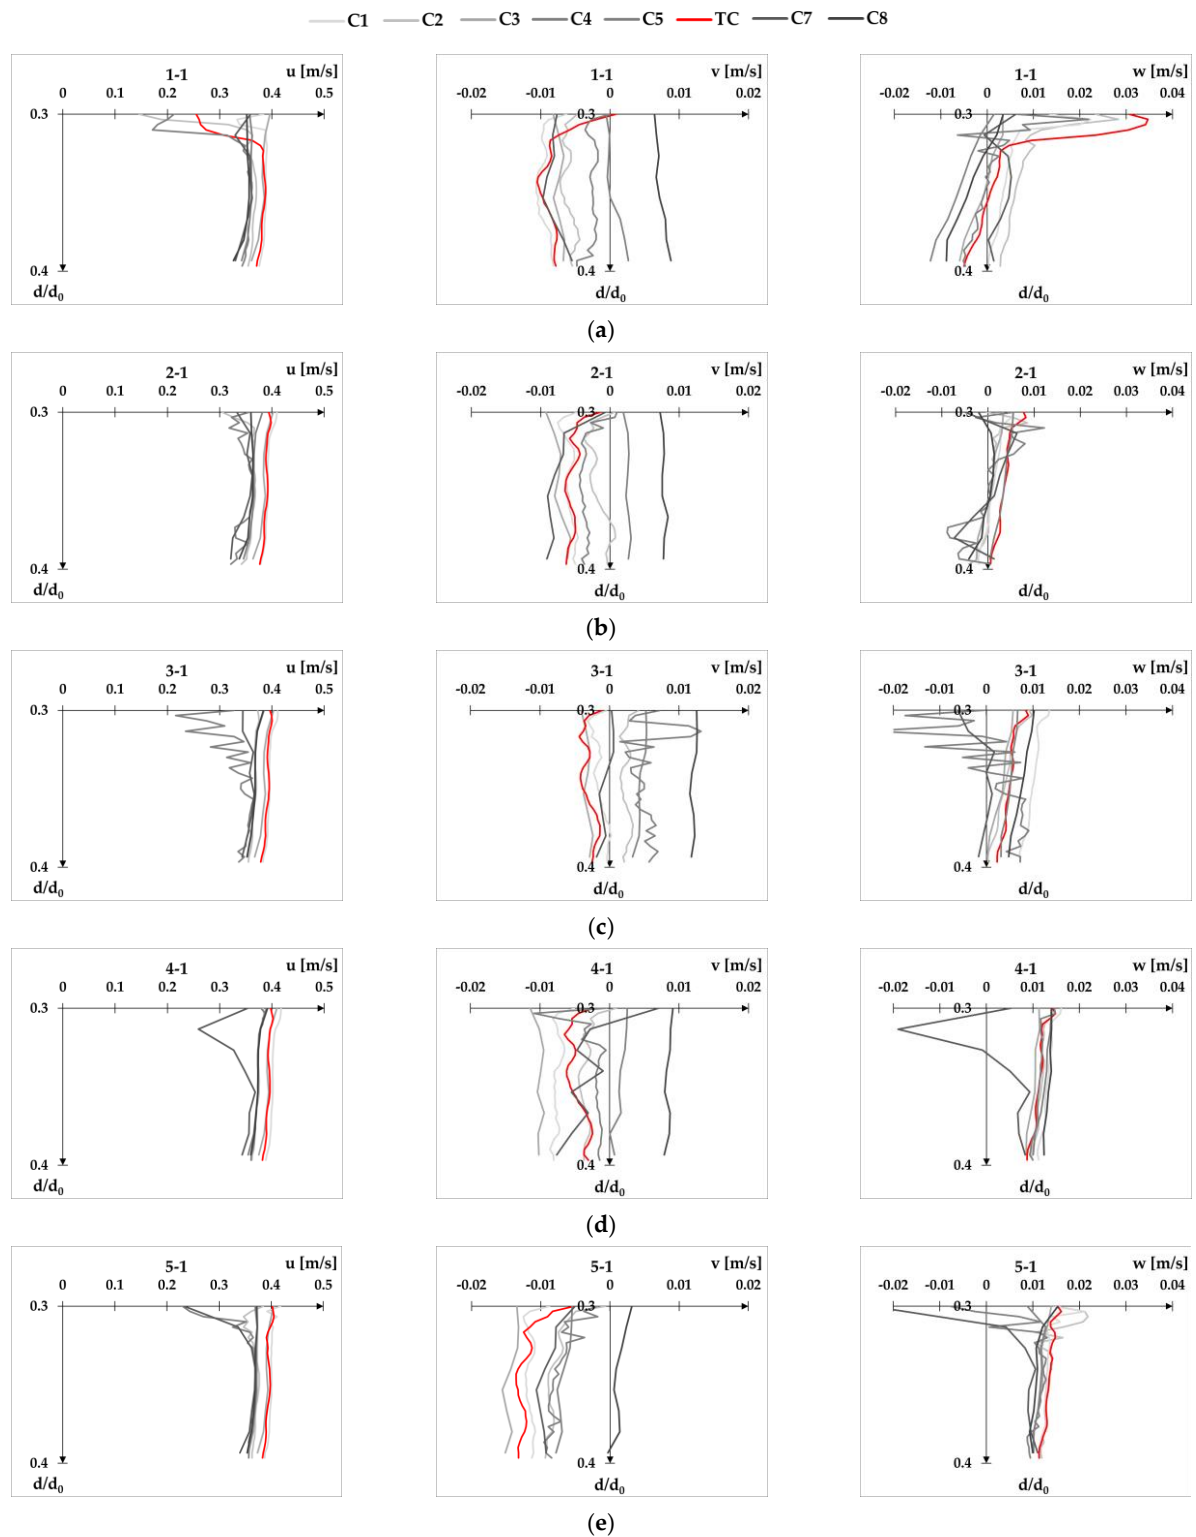 C1 C2 C3 C4 C5 TC C7 C8
u [m/s] v [m/s] w [m/s]
1-1 1-1 1-1
0 0.1 0.2 0.3 0.4 0.5 -0.02 -0.01 0 0.01 0.02 -0.02 -0.01 0 0.01 0.02 0.03 0.04
0.3 0.3 0.3
0.4 0.4 0.4
d/d0 d/d0 d/d0
(a)
u [m/s] v [m/s] w [m/s]
2-1 2-1 2-1
0 0.1 0.2 0.3 0.4 0.5 -0.02 -0.01 0 0.01 0.02 -0.02 -0.01 0 0.01 0.02 0.03 0.04
0.3 0.3 0.3
0.4 0.4 0.4
d/d0 d/d0 d/d0
(b)
u [m/s] v [m/s] w [m/s]
3-1 3-1 3-1
0 0.1 0.2 0.3 0.4 0.5 -0.02 -0.01 0 0.01 0.02 -0.02 -0.01 0 0.01 0.02 0.03 0.04
0.3 0.3 0.3
0.4 0.4 0.4
d/d0 d/d0 d/d0
(c)
u [m/s] v [m/s] w [m/s]
4-1 4-1 4-1
0 0.1 0.2 0.3 0.4 0.5 -0.02 -0.01 0 0.01 0.02 -0.02 -0.01 0 0.01 0.02 0.03 0.04
0.3 0.3 0.3
0.4 0.4 0.4
d/d0 d/d0 d/d0
(d)
u [m/s] v [m/s] w [m/s]
5-1 5-1 5-1
0 0.1 0.2 0.3 0.4 0.5 -0.02 -0.01 0 0.01 0.02 -0.02 -0.01 0 0.01 0.02 0.03 0.04
0.3 0.3 0.3
0.4 0.4 0.4
d/d0 d/d0 d/d0
(e)